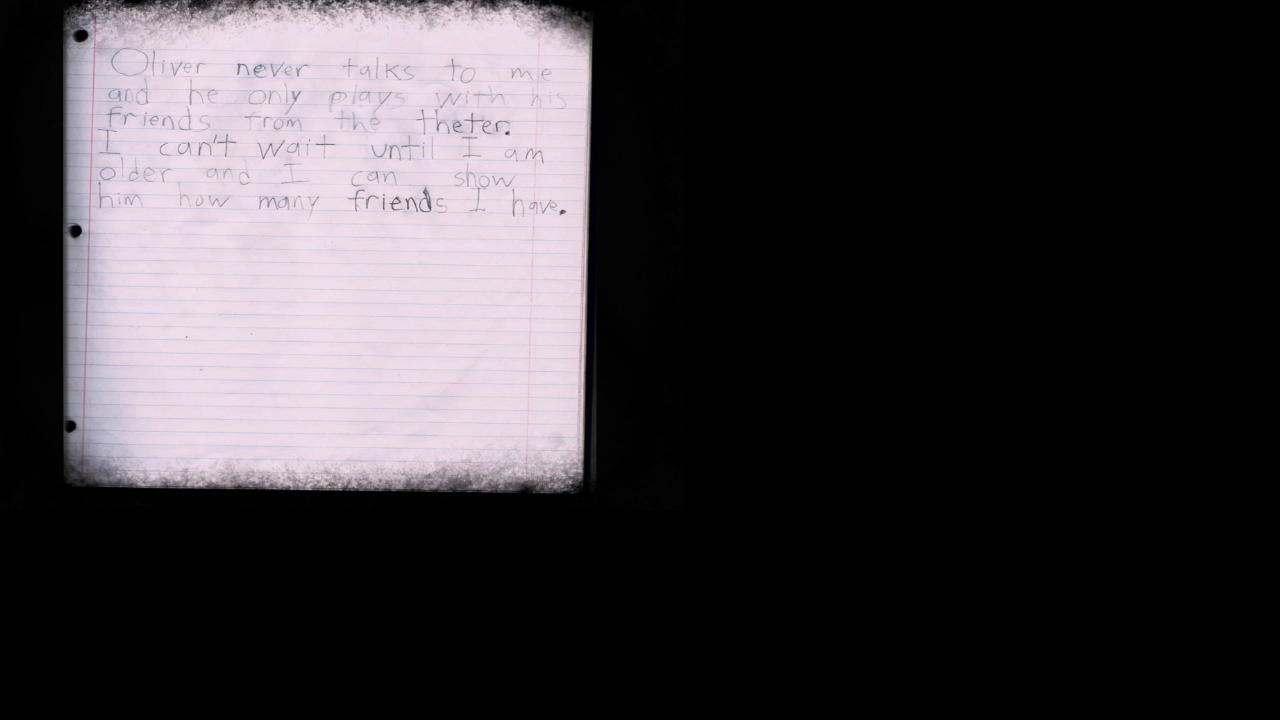 Oliver never talks to me
and he only plays with his
friends from the theter.
I can't wait until I am
older and I can show
him how many friends I have.